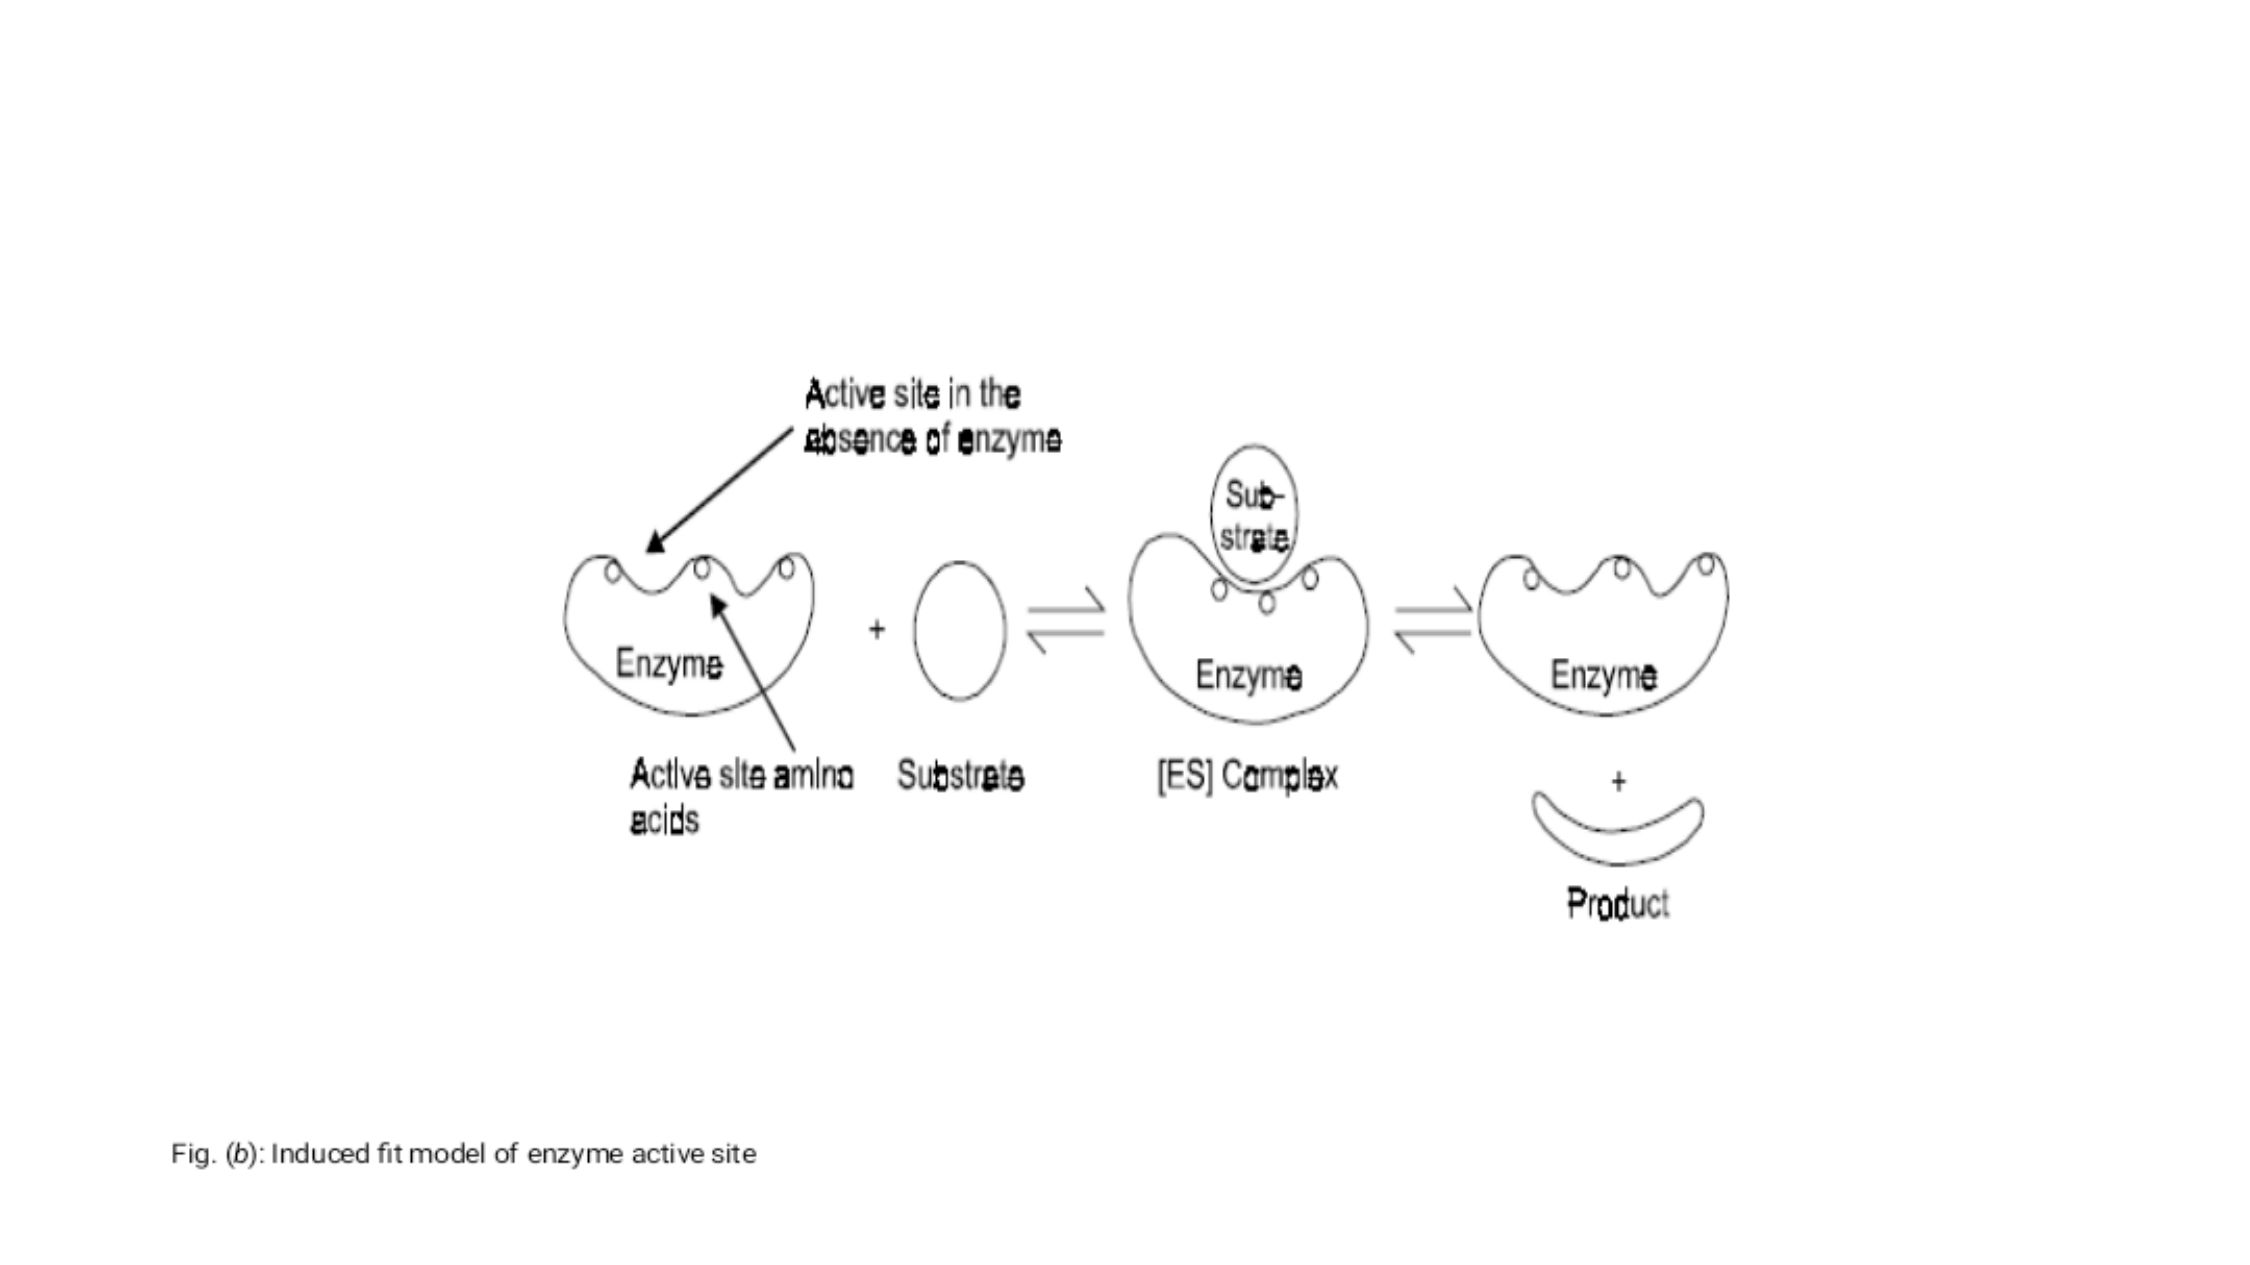 Active site in the
absence of enzyme
Sub-
strate
Enzyme
+
Enzyme
Enzyme
Active site amino
acids
Substrate
[ES] Complex
+
Product
Fig. (b): Induced fit model of enzyme active site